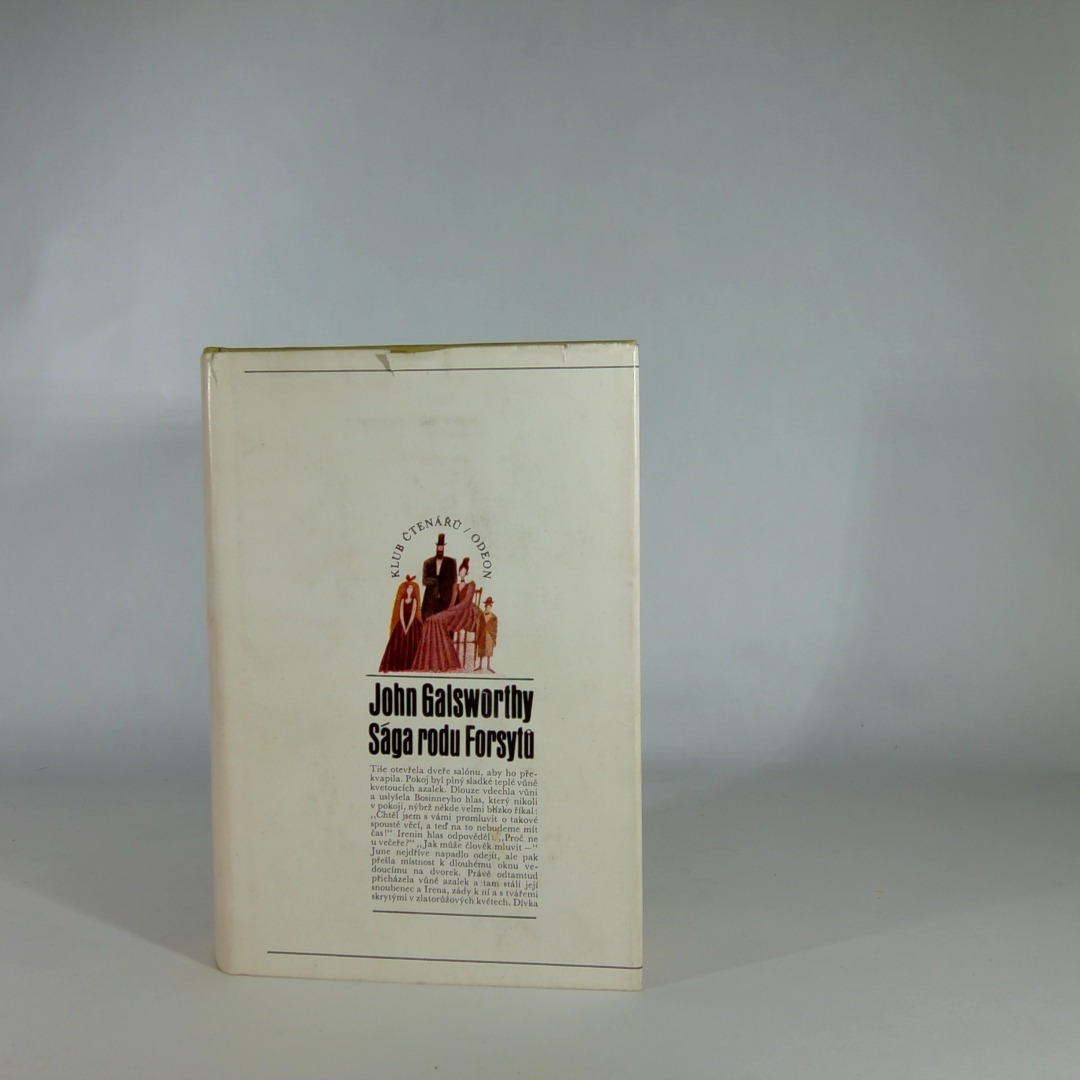 KLUB ČTENÁŘŮ / ODEON
John Galsworthy
Sága rodu Forsytů
Tiše otevřela dveře salónu, aby ho pře-
kvapila. Pokoj byl plný sladké teplé vůně
kvetoucích azalek. Dlouze vdechla vůni
a uslyšela Bosinneyho hlas, který nikoli
v pokoji, nýbrž někde velmi blízko říkal:
„Chtěl jsem s vámi promluvit o takové
spoustě věcí, a teď na to nebudeme mít
čas!" Irenin hlas odpověděl: „Proč ne
u večeře?" „Jak může člověk mluvit —"
June nejdříve napadlo odejít, ale pak
přešla místnost k dlouhému oknu ve-
doucímu na dvorek. Právě odtamtud
přicházela vůně azalek a tam stáli její
snoubenec a Irena, zády k ní a s tvářemi
skrytými v zlatorůžových květech. Dívka